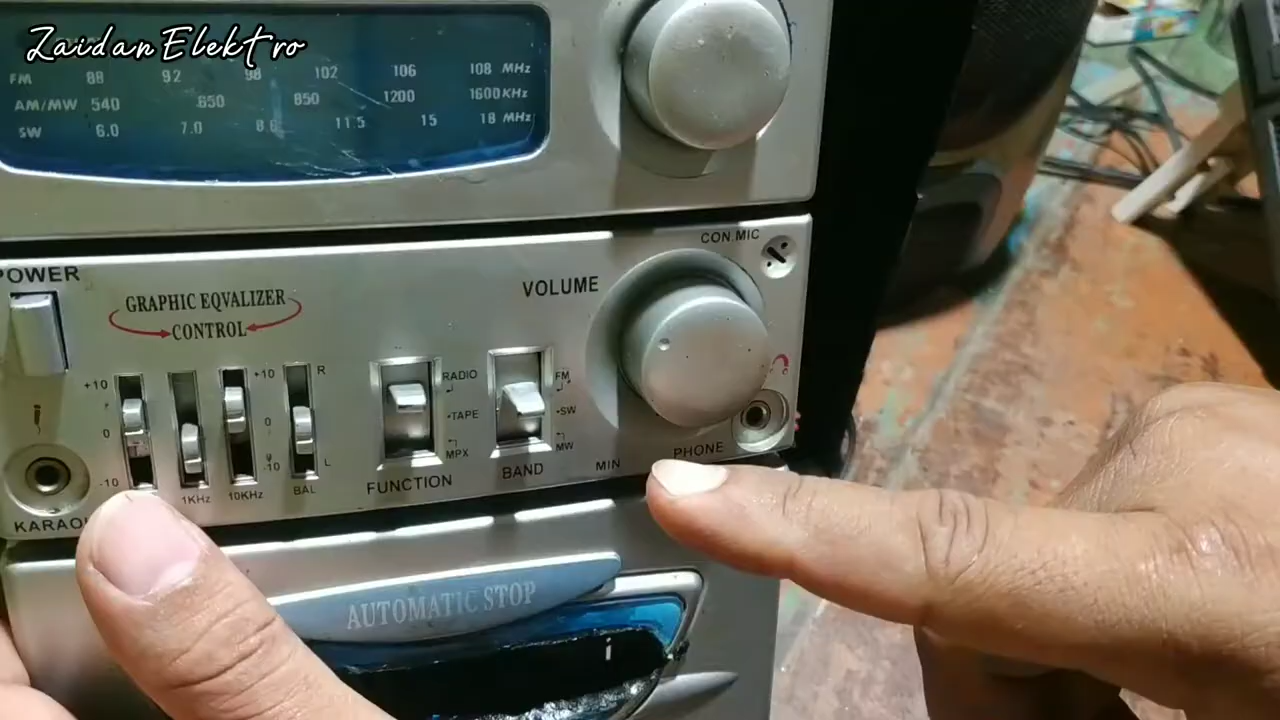 Zaidan Elektro
FM 88 92 98 102 106 108 MHz
AM/MW 540 650 850 1200 1600 KHz
SW 6.0 7.0 8.6 11.5 15 18 MHz
CON.MIC
POWER
GRAPHIC EQVALIZER
CONTROL
VOLUME
+10 +10 R RADIO FM
0 0 •TAPE •SW
-10 -10 L MPX MW
1KHz 10KHz BAL FUNCTION BAND MIN PHONE
KARAO
AUTOMATIC STOP
i